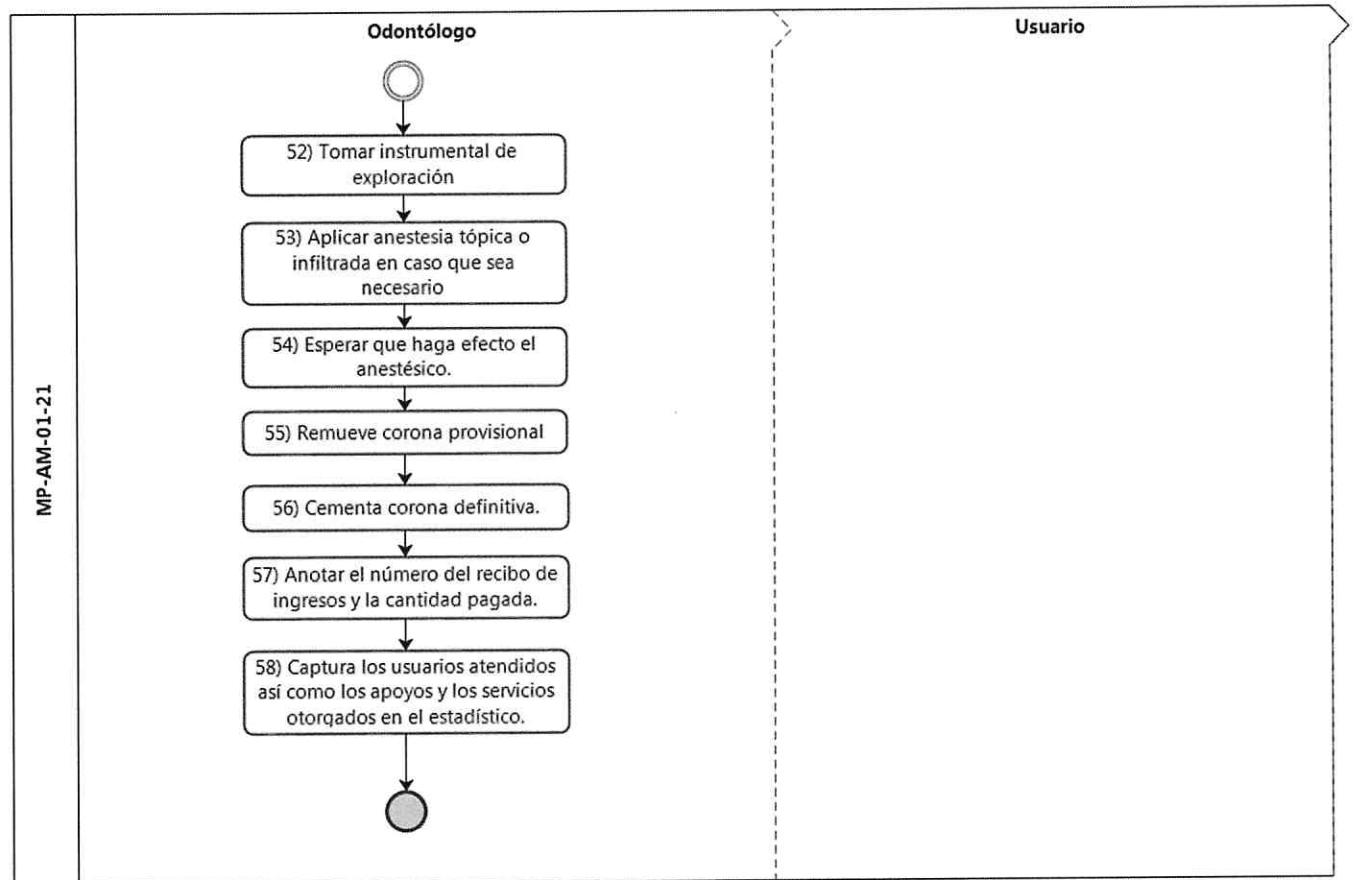 Odontólogo
Usuario
MP-AM-01-21
52) Tomar instrumental de
exploración
53) Aplicar anestesia tópica o
infiltrada en caso que sea
necesario
54) Esperar que haga efecto el
anestésico.
55) Remueve corona provisional
56) Cementa corona definitiva.
57) Anotar el número del recibo de
ingresos y la cantidad pagada.
58) Captura los usuarios atendidos
así como los apoyos y los servicios
otorgados en el estadístico.